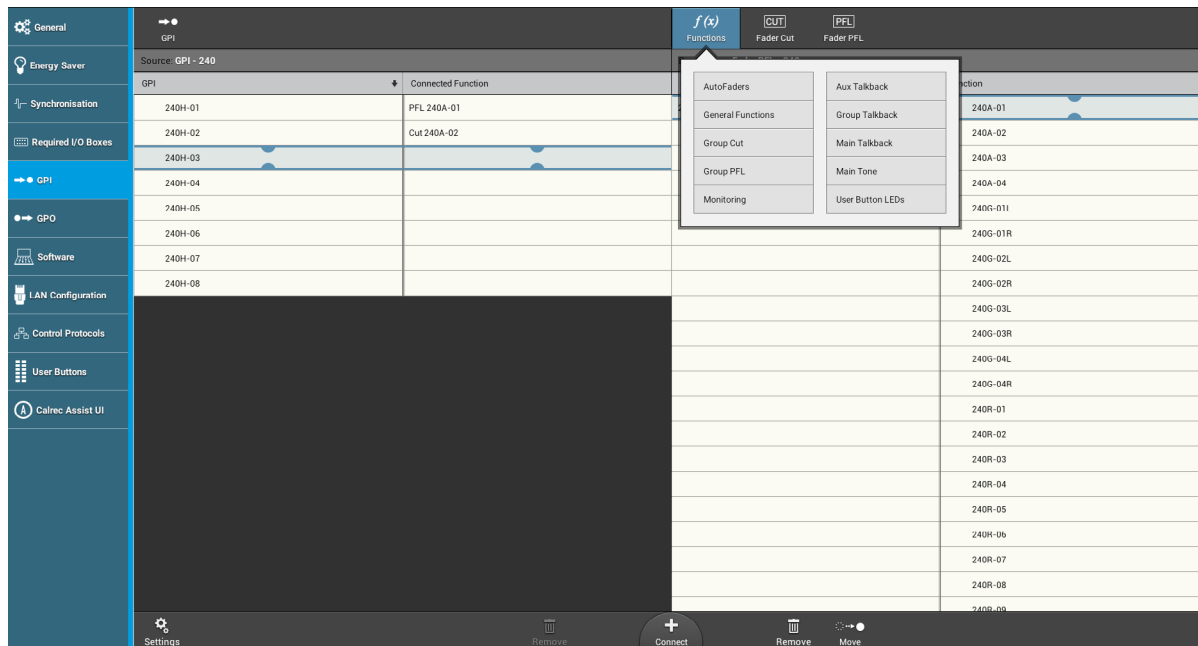 General
Energy Saver
Synchronisation
Required I/O Boxes
GPI
GPO
Software
LAN Configuration
Control Protocols
User Buttons
Calrec Assist UI
GPI
Source: GPI - 240
GPI Connected Function
240H-01 PFL 240A-01
240H-02 Cut 240A-02
240H-03
240H-04
240H-05
240H-06
240H-07
240H-08
f(x) CUT PFL
Functions Fader Cut Fader PFL
AutoFaders Aux Talkback
General Functions Group Talkback
Group Cut Main Talkback
Group PFL Main Tone
Monitoring User Button LEDs
240A-01
240A-02
240A-03
240A-04
240G-01L
240G-01R
240G-02L
240G-02R
240G-03L
240G-03R
240G-04L
240G-04R
240R-01
240R-02
240R-03
240R-04
240R-05
240R-06
240R-07
240R-08
240R-09
Settings Remove Connect Remove Move